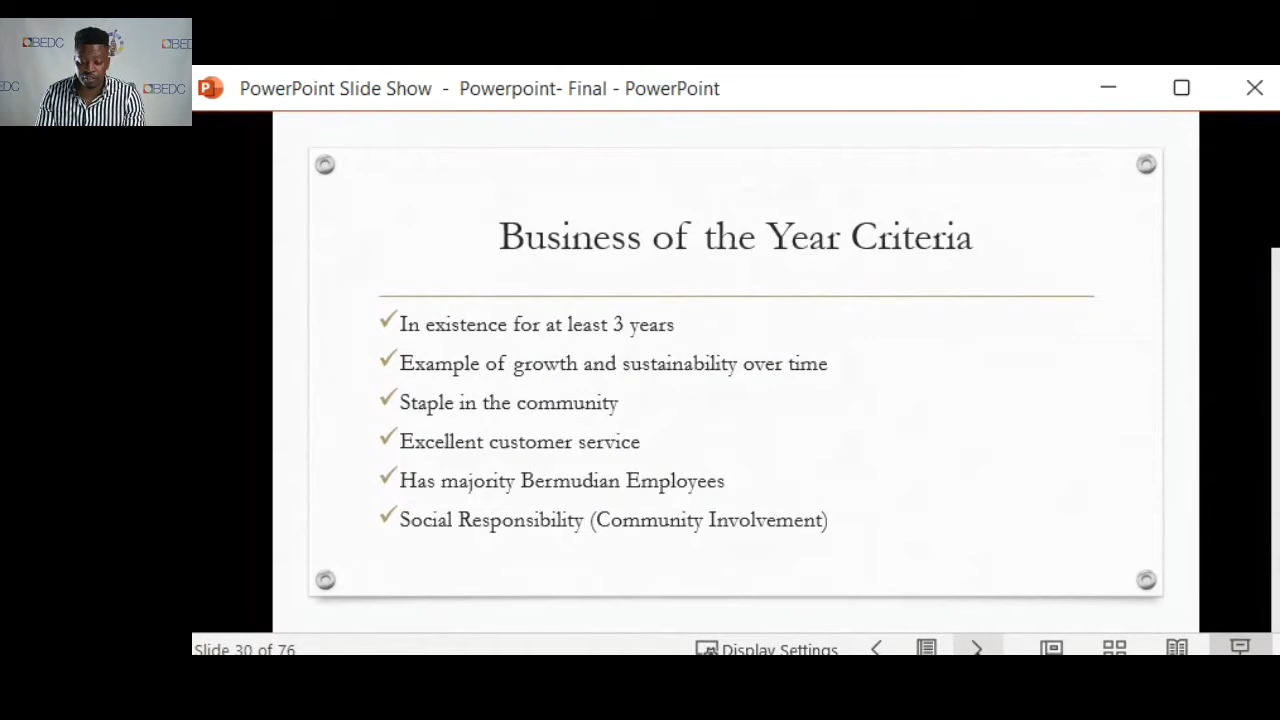 BEDC
BED
EDC
BEDC
PowerPoint Slide Show - Powerpoint- Final - PowerPoint
Business of the Year Criteria
In existence for at least 3 years
Example of growth and sustainability over time
Staple in the community
Excellent customer service
Has majority Bermudian Employees
Social Responsibility (Community Involvement)
Slide 30 of 76
Display Settings